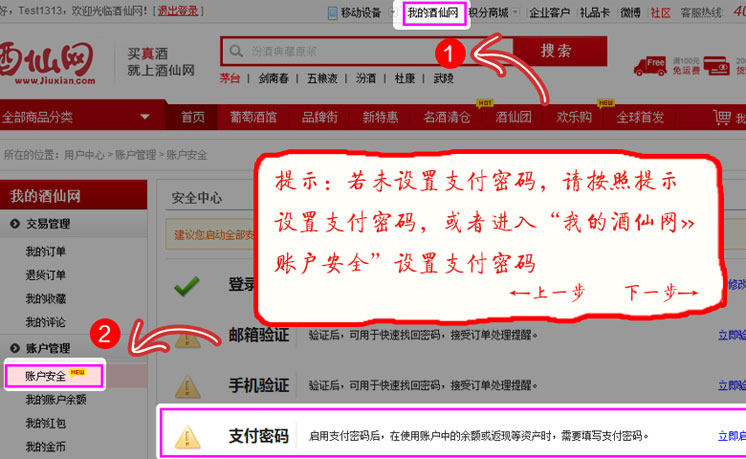 好，Test1313，欢迎光临酒仙网！[退出登录] 移动设备 我的酒仙网 积分商城 企业客户 礼品卡 微博 社区 客服热线: 40
酒仙网 www.Jiuxian.com
买真酒
就上酒仙网
汾酒典藏原浆 搜索
茅台 剑南春 五粮液 汾酒 杜康 武陵
Free 满100元
免运费 货
1
全部商品分类 首页 葡萄酒馆 品牌街 新特惠 名酒清仓 HOT 酒仙团 欢乐购 NEW 全球首发 我
所在的位置：用户中心 > 账户管理 > 账户安全
我的酒仙网
安全中心
交易管理
建议您启动全部安
我的订单
退货订单
我的收藏
我的评论
提示：若未设置支付密码，请按照提示
设置支付密码，或者进入“我的酒仙网»
账户安全”设置支付密码
←上一步 下一步→
登录
修改
2
账户管理
邮箱验证 验证后，可用于快速找回密码，接受订单处理提醒。 立即验
账户安全 NEW
我的账户余额
手机验证 验证后，可用于快速找回密码，接受订单处理提醒。 立即验
我的红包
支付密码 启用支付密码后，在使用账户中的余额或返现等资产时，需要填写支付密码。 立即启
我的金币